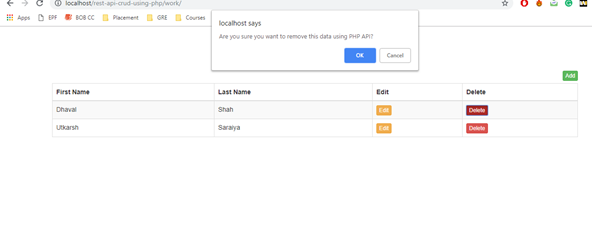 localhost/rest-api-crud-using-php/work/
Apps EPF BOB CC Placement GRE Courses
localhost says
Are you sure you want to remove this data using PHP API?
OK Cancel
Add
First Name Last Name Edit Delete
Dhaval Shah Edit Delete
Utkarsh Saraiya Edit Delete